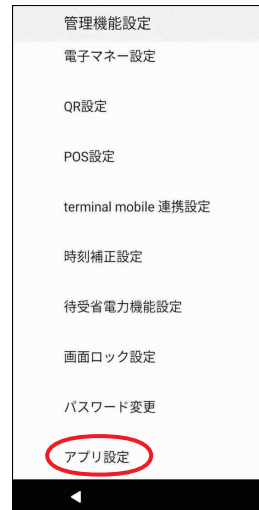 管理機能設定
電子マネー設定
QR設定
POS設定
terminal mobile 連携設定
時刻補正設定
待受省電力機能設定
画面ロック設定
パスワード変更
アプリ設定